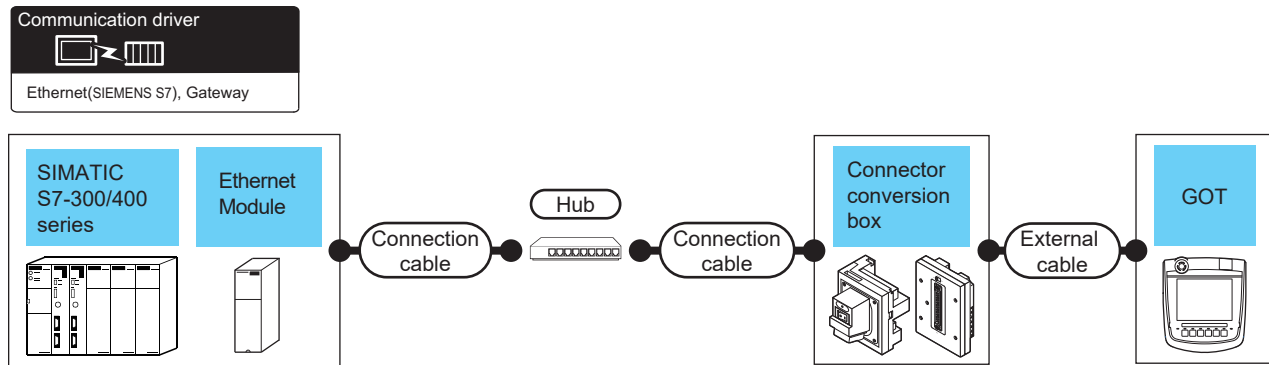 Communication driver
Ethernet(SIEMENS S7), Gateway
SIMATIC
S7-300/400
series
Ethernet
Module
Connection
cable
Hub
Connection
cable
Connector
conversion
box
External
cable
GOT